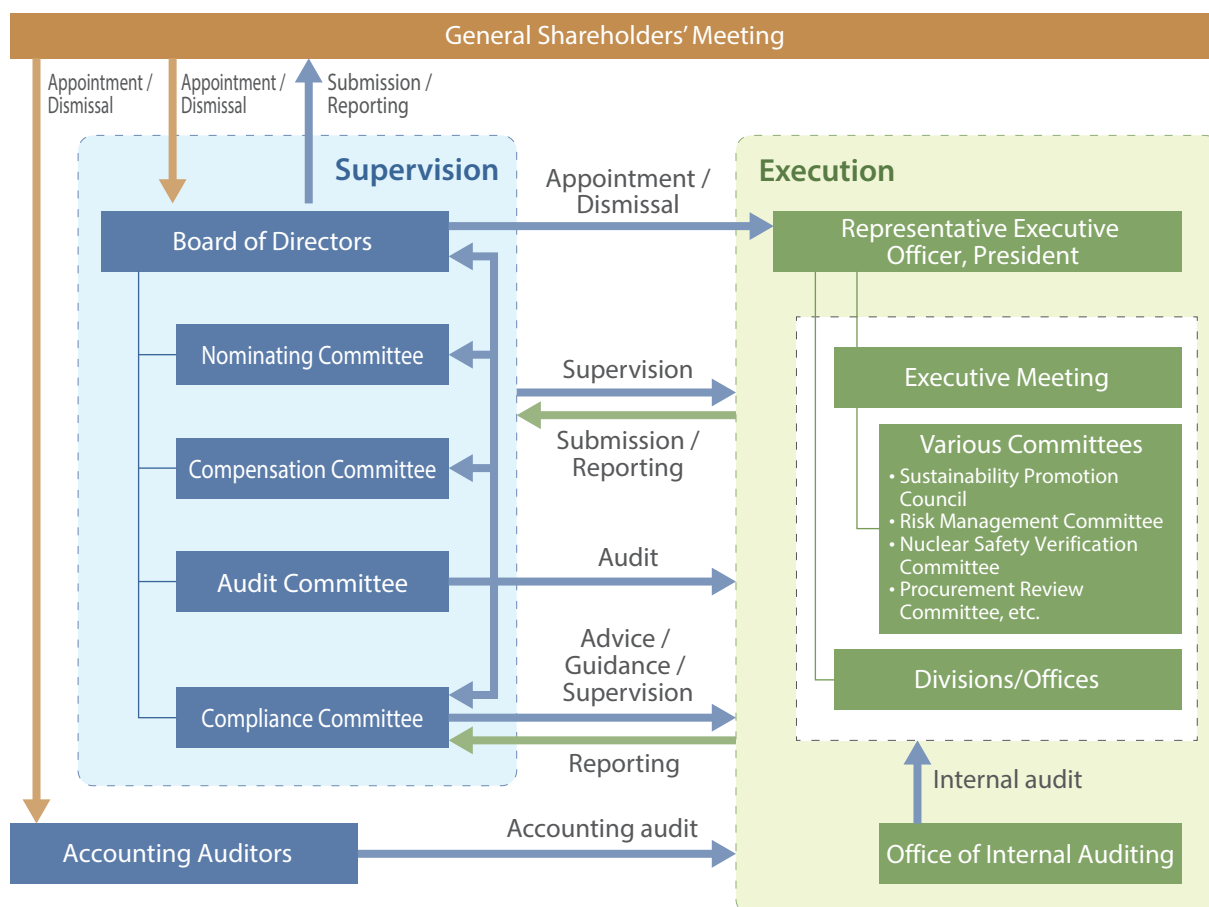 General Shareholders' Meeting
Appointment /
Dismissal
Appointment /
Dismissal
Submission /
Reporting
Supervision
Board of Directors
Nominating Committee
Compensation Committee
Audit Committee
Compliance Committee
Appointment /
Dismissal
Supervision
Submission /
Reporting
Audit
Advice /
Guidance /
Supervision
Reporting
Execution
Representative Executive
Officer, President
Executive Meeting
Various Committees
• Sustainability Promotion
Council
• Risk Management Committee
• Nuclear Safety Verification
Committee
• Procurement Review
Committee, etc.
Divisions/Offices
Internal audit
Office of Internal Auditing
Accounting Auditors
Accounting audit